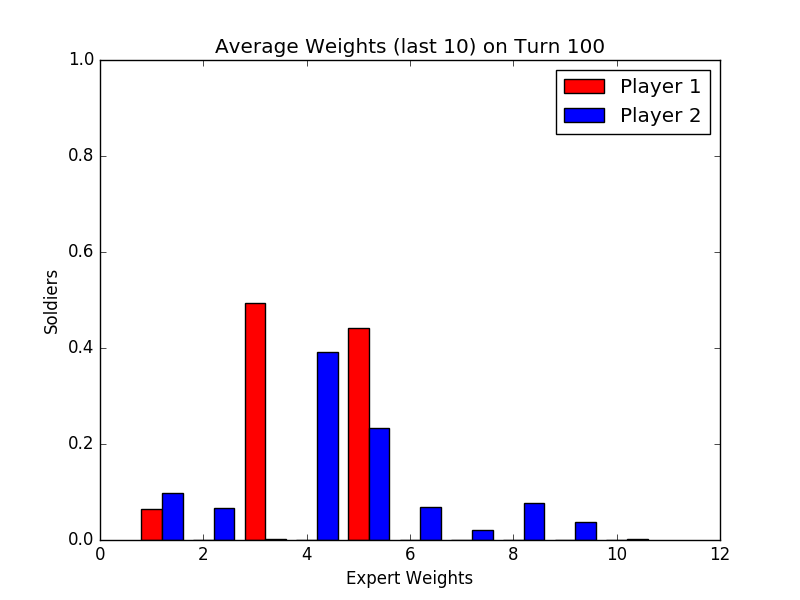 Average Weights (last 10) on Turn 100
1.0
0.8
0.6
0.4
0.2
0.0
Soldiers
Player 1
Player 2
0 2 4 6 8 10 12
Expert Weights